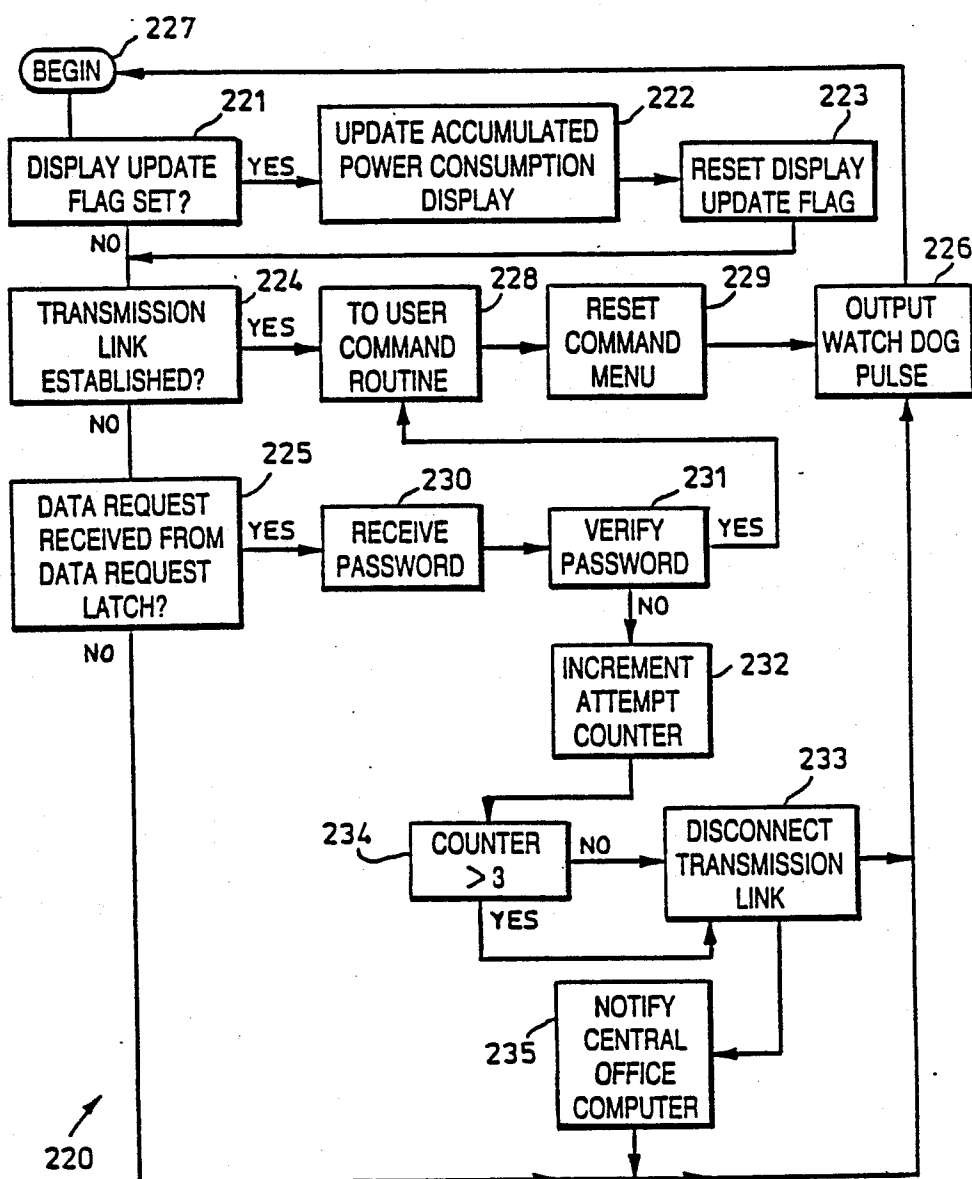 227
BEGIN
221
222
223
DISPLAY UPDATE
FLAG SET?
YES
UPDATE ACCUMULATED
POWER CONSUMPTION
DISPLAY
RESET DISPLAY
UPDATE FLAG
NO
224
228
229
226
TRANSMISSION
LINK
ESTABLISHED?
YES
TO USER
COMMAND
ROUTINE
RESET
COMMAND
MENU
OUTPUT
WATCH DOG
PULSE
NO
225
230
231
DATA REQUEST
RECEIVED FROM
DATA REQUEST
LATCH?
YES
RECEIVE
PASSWORD
VERIFY
PASSWORD
YES
NO
NO
INCREMENT
ATTEMPT
COUNTER
232
233
234
COUNTER
>3
NO
DISCONNECT
TRANSMISSION
LINK
YES
235
NOTIFY
CENTRAL
OFFICE
COMPUTER
220